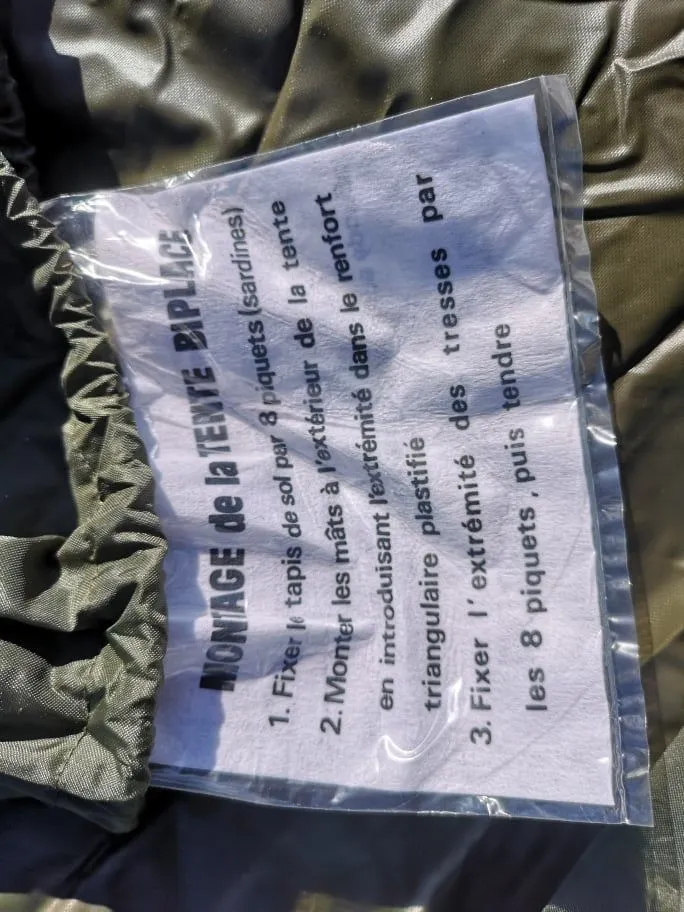 MONTAGE de la TENTE BIPLACE
1. Fixer le tapis de sol par 8 piquets (sardines)
2. Monter les mâts à l'extérieur de la tente
en introduisant l'extrémité dans le renfort
triangulaire plastifié
3. Fixer l'extrémité des tresses par
les 8 piquets, puis tendre